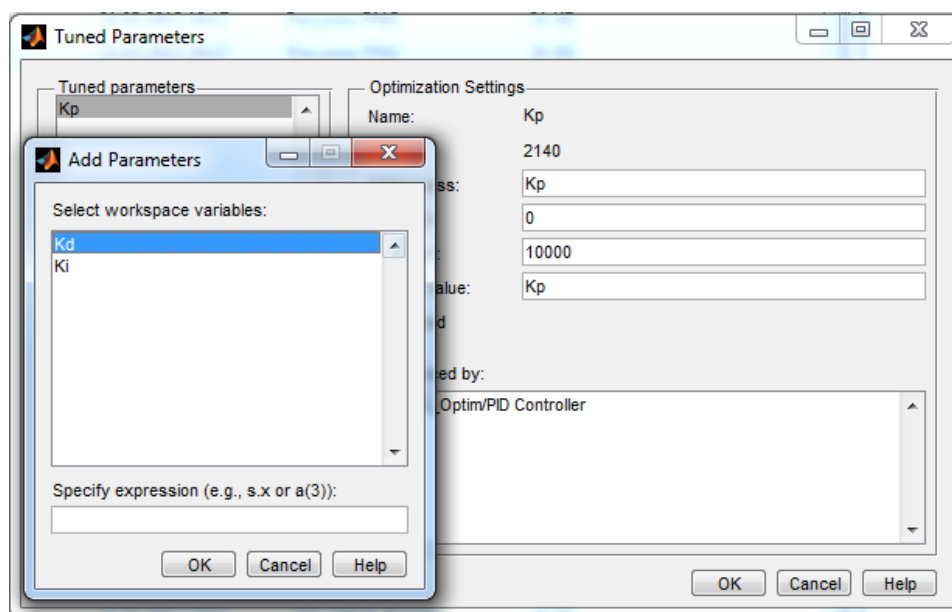 Tuned Parameters
Tuned parameters
Kp
Optimization Settings
Name: Kp
2140
ss: Kp
0
: 10000
alue: Kp
d
ced by:
_Optim/PID Controller
OK Cancel Help
Add Parameters
Select workspace variables:
Kd
Ki
Specify expression (e.g., s.x or a(3)):
OK Cancel Help